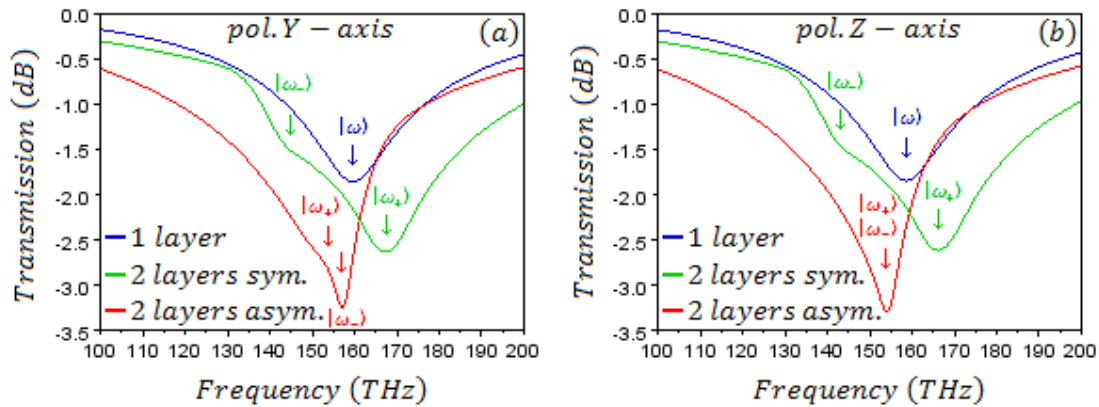 pol.Y − axis
(a)
|ω₋⟩
|ω⟩
|ω₊⟩
|ω₊⟩
|ω₋⟩
1 layer
2 layers sym.
2 layers asym.
0.0
-0.5
-1.0
-1.5
-2.0
-2.5
-3.0
-3.5
100 110 120 130 140 150 160 170 180 190 200
Transmission (dB)
Frequency (THz)
pol.Z − axis
(b)
|ω₋⟩
|ω⟩
|ω₊⟩
|ω₊⟩
|ω₋⟩
1 layer
2 layers sym.
2 layers asym.
0.0
-0.5
-1.0
-1.5
-2.0
-2.5
-3.0
-3.5
100 110 120 130 140 150 160 170 180 190 200
Transmission (dB)
Frequency (THz)